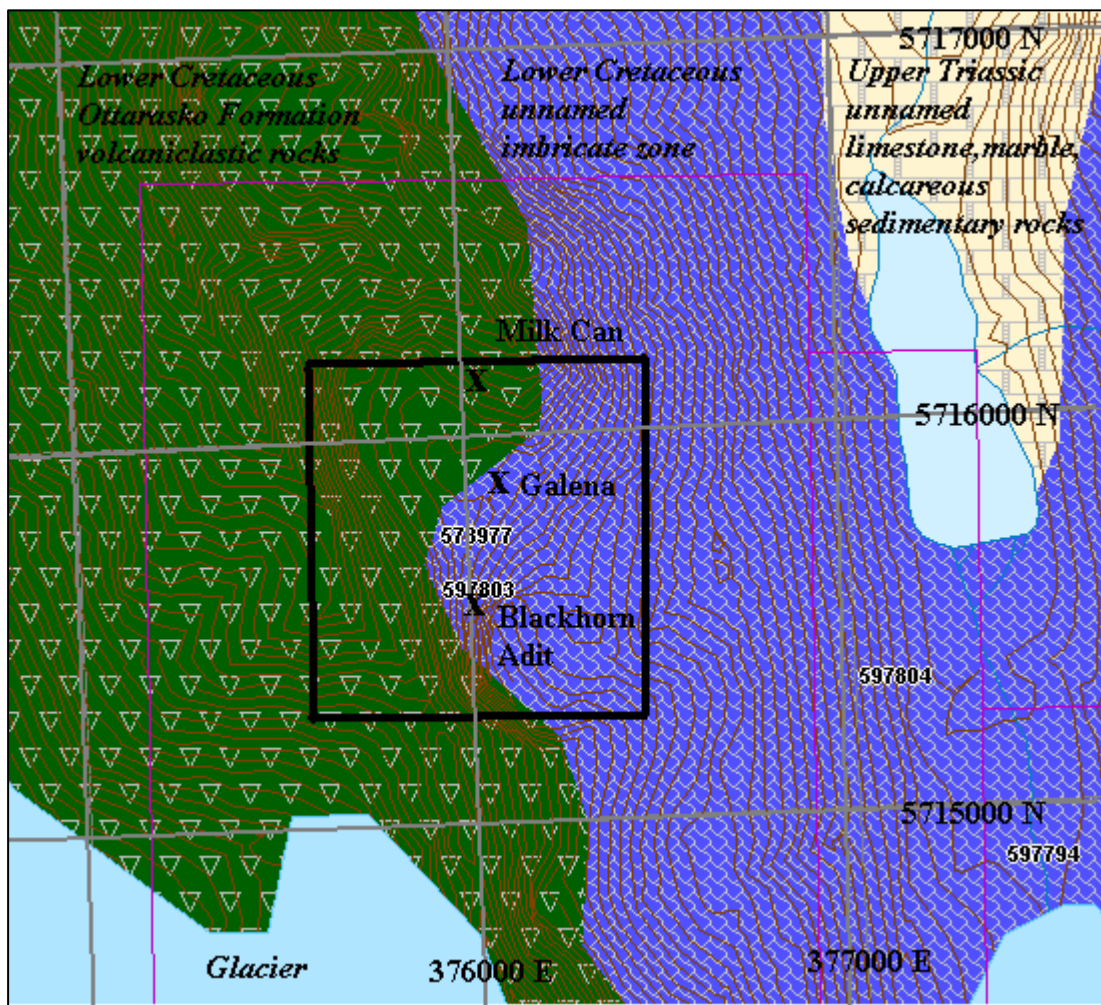 5717000 N
Lower Cretaceous
Ottarasko Formation
volcaniclastic rocks
Lower Cretaceous
unnamed
imbricate zone
Upper Triassic
unnamed
limestone,marble,
calcareous
sedimentary rocks
Milk Can
X
5716000 N
X Galena
573977
597803
X Blackhorn
Adit
597804
5715000 N
597794
Glacier
376000 E
377000 E